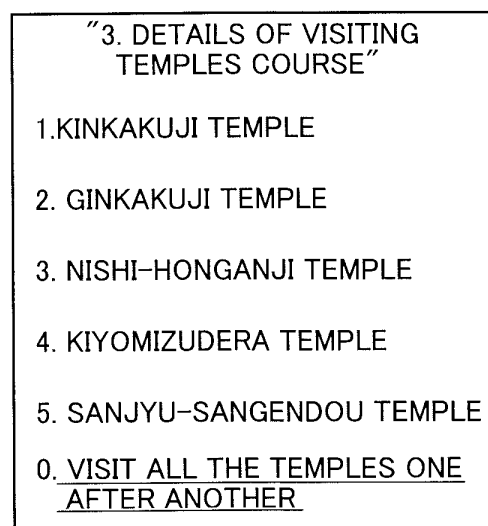 "3. DETAILS OF VISITING
TEMPLES COURSE"
1.KINKAKUJI TEMPLE
2. GINKAKUJI TEMPLE
3. NISHI-HONGANJI TEMPLE
4. KIYOMIZUDERA TEMPLE
5. SANJYU-SANGENDOU TEMPLE
0. VISIT ALL THE TEMPLES ONE
AFTER ANOTHER